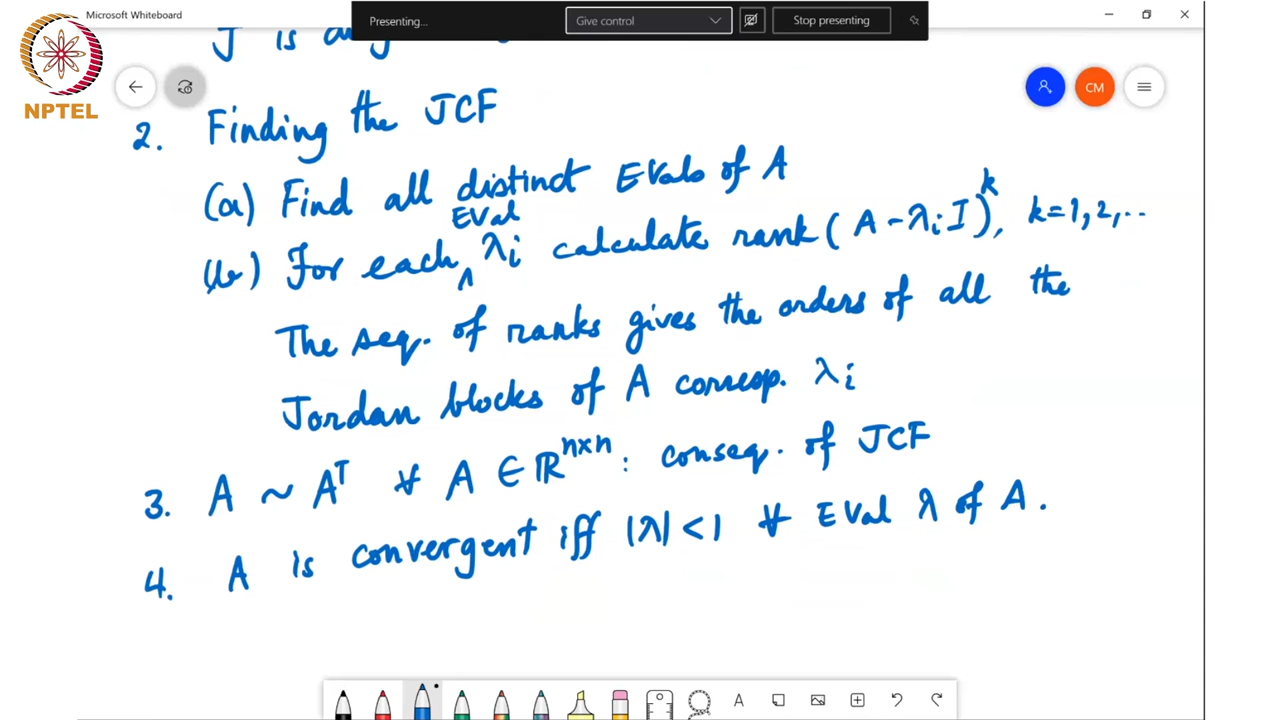 Microsoft Whiteboard
Presenting...
Give control
Stop presenting
NPTEL
CM
J is
2. Finding the JCF
(a) Find all distinct EVals of A
(b) For each EVal λi calculate rank (A - λi I)^k, k=1,2,..
The seq. of ranks gives the orders of all the
Jordan blocks of A corresp. λi
3. A ~ A^T ∀ A ∈ ℝ^{n×n} : conseq. of JCF
4. A is convergent iff |λ| < 1 ∀ EVal λ of A.
A